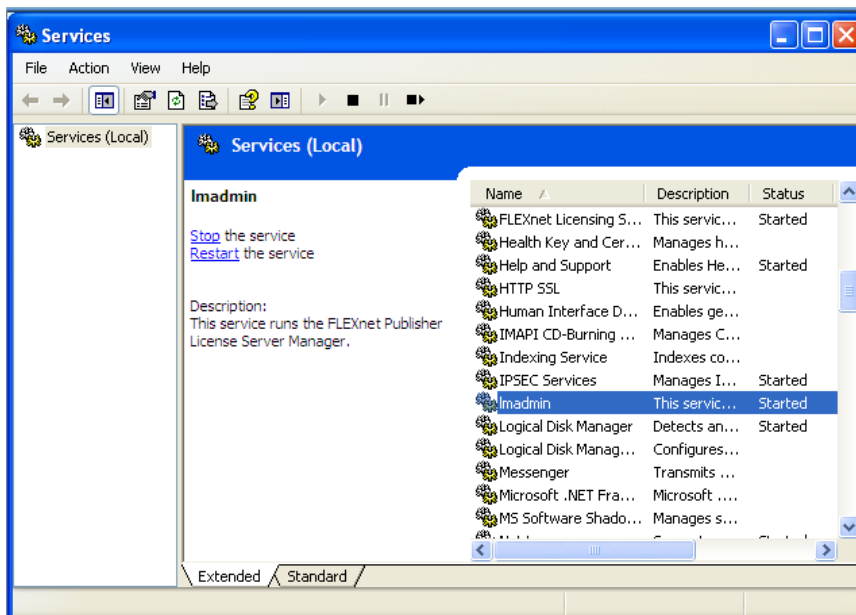 Services
File Action View Help
Services (Local)
Services (Local)
lmadmin
Stop the service
Restart the service
Description:
This service runs the FLEXnet Publisher
License Server Manager.
Name Description Status
FLEXnet Licensing S... This servic... Started
Health Key and Cer... Manages h...
Help and Support Enables He... Started
HTTP SSL This servic...
Human Interface D... Enables ge...
IMAPI CD-Burning ... Manages C...
Indexing Service Indexes co...
IPSEC Services Manages I... Started
lmadmin This servic... Started
Logical Disk Manager Detects an... Started
Logical Disk Manag... Configures...
Messenger Transmits ...
Microsoft .NET Fra... Microsoft ....
MS Software Shado... Manages s...
Extended Standard